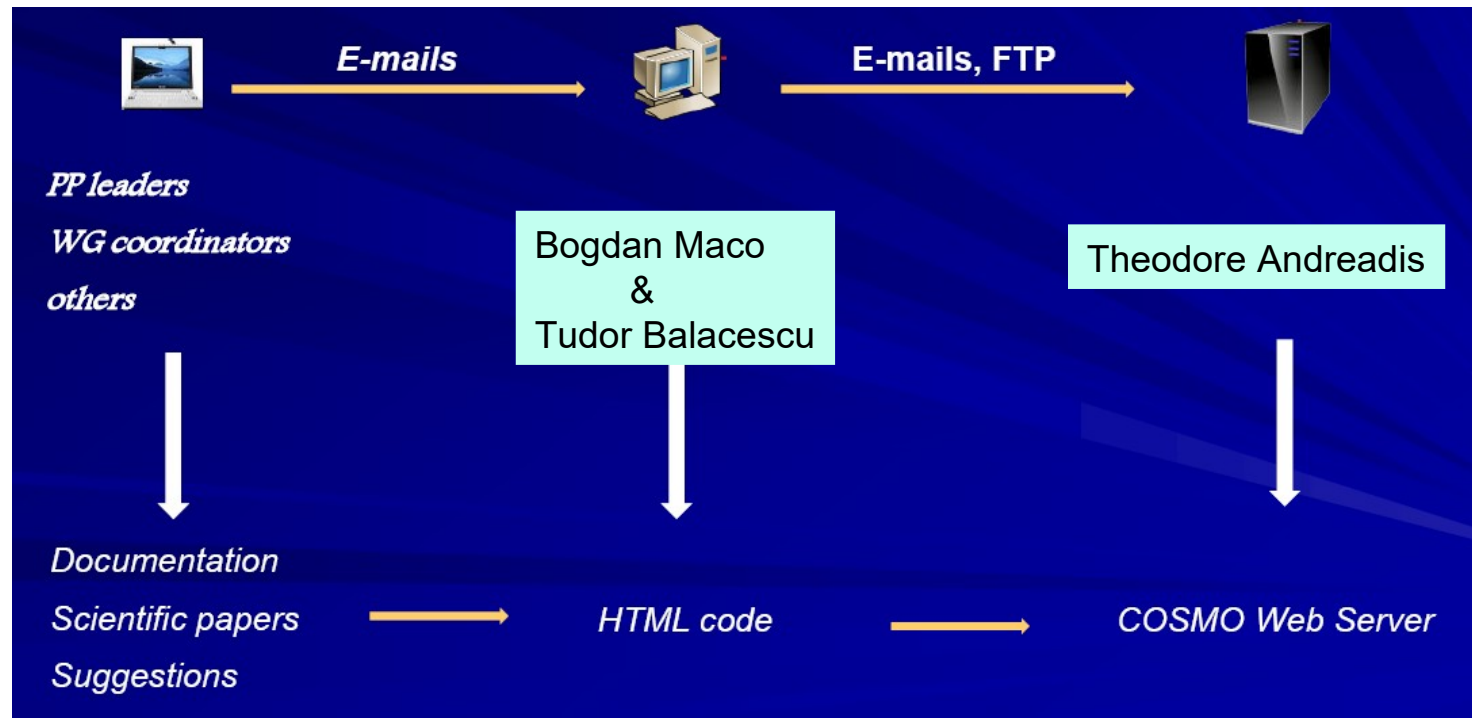 E-mails
E-mails, FTP
PP leaders
WG coordinators
others
Bogdan Maco
&
Tudor Balacescu
Theodore Andreadis
Documentation
Scientific papers
Suggestions
HTML code
COSMO Web Server